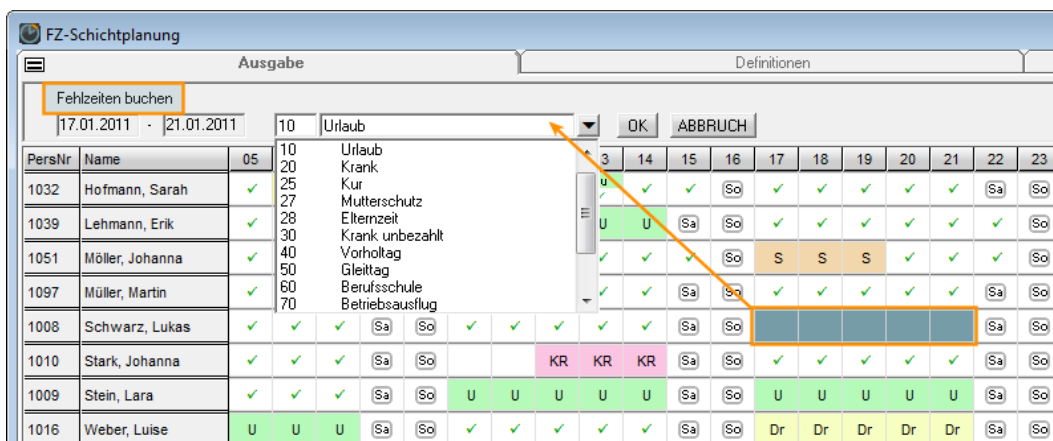 FZ-Schichtplanung
Ausgabe Definitionen
Fehlzeiten buchen
17.01.2011 - 21.01.2011 10 Urlaub OK ABBRUCH
PersNr Name 05 3 14 15 16 17 18 19 20 21 22 23
10 Urlaub
20 Krank
25 Kur
27 Mutterschutz
28 Elternzeit
30 Krank unbezahlt
40 Vorholtag
50 Gleittag
60 Berufsschule
70 Betriebsausflug
1032 Hofmann, Sarah u So Sa So
1039 Lehmann, Erik U U Sa So So
1051 Möller, Johanna So S S S So
1097 Müller, Martin Sa So Sa So
1008 Schwarz, Lukas Sa So Sa So Sa So
1010 Stark, Johanna Sa So KR KR KR Sa So Sa So
1009 Stein, Lara Sa So U U U U U Sa So U U U U U Sa So
1016 Weber, Luise U U U Sa So Sa So Dr Dr Dr Dr Dr Sa So